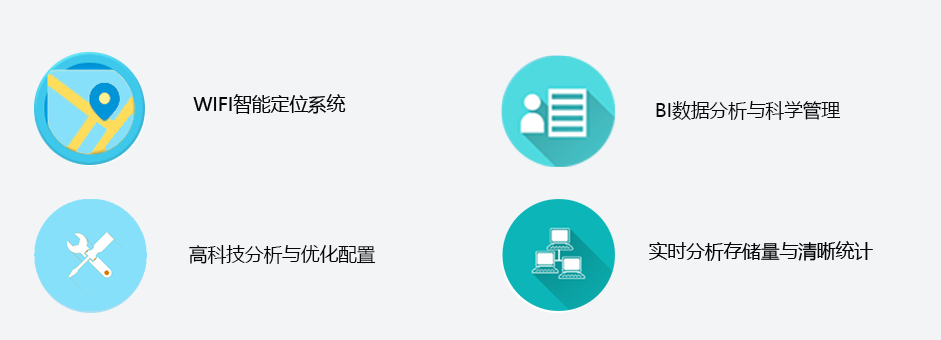 WIFI智能定位系统
BI数据分析与科学管理
高科技分析与优化配置
实时分析存储量与清晰统计